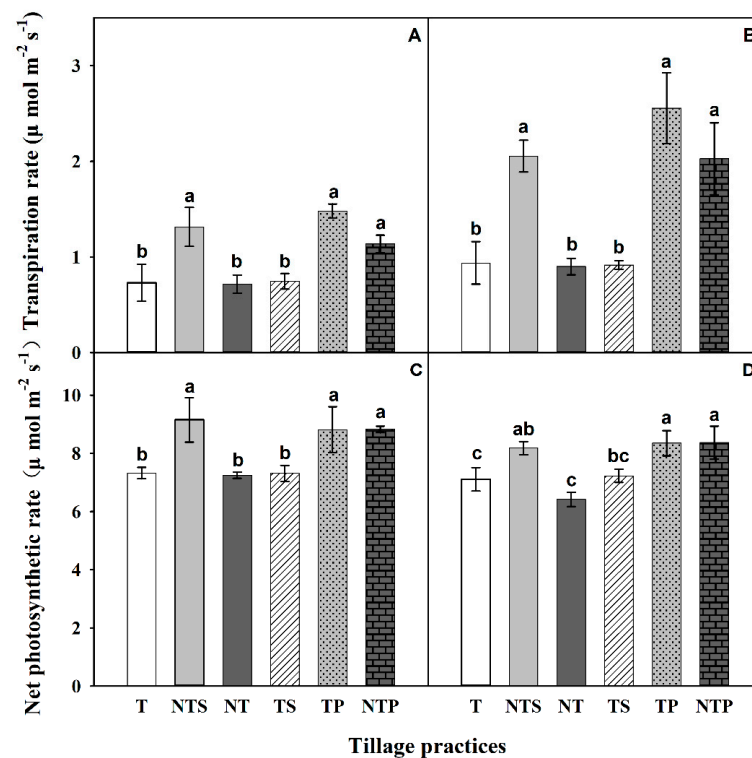 A
B
Transpiration rate (μ mol m-2 s-1)
3
2
1
0
b
a
b
b
a
a
b
a
b
b
a
a
C
D
Net photosynthetic rate（μ mol m-2 s-1）
10
8
6
4
2
0
b
a
b
b
a
a
c
ab
c
bc
a
a
T NTS NT TS TP NTP T NTS NT TS TP NTP
Tillage practices